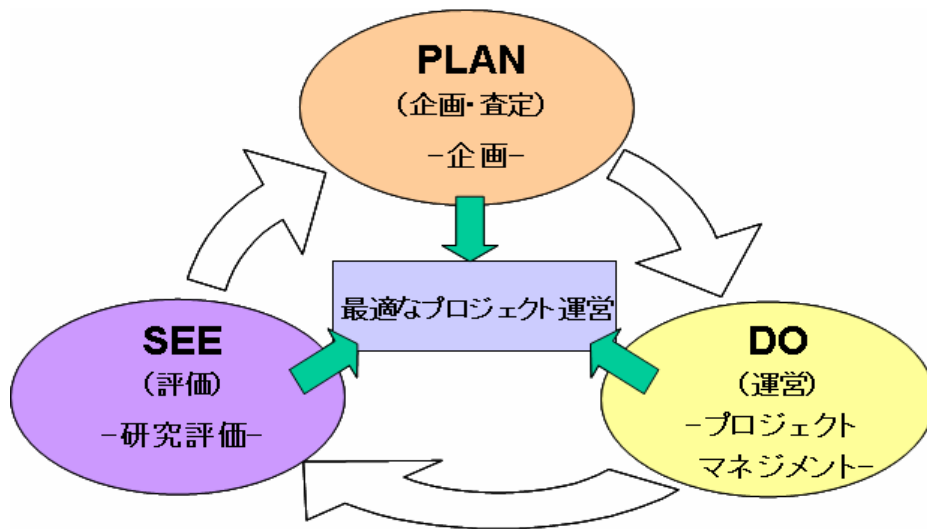 PLAN
(企画・査定)
-企画-
最適なプロジェクト運営
SEE
(評価)
-研究評価-
DO
(運営)
-プロジェクト
マネジメント-